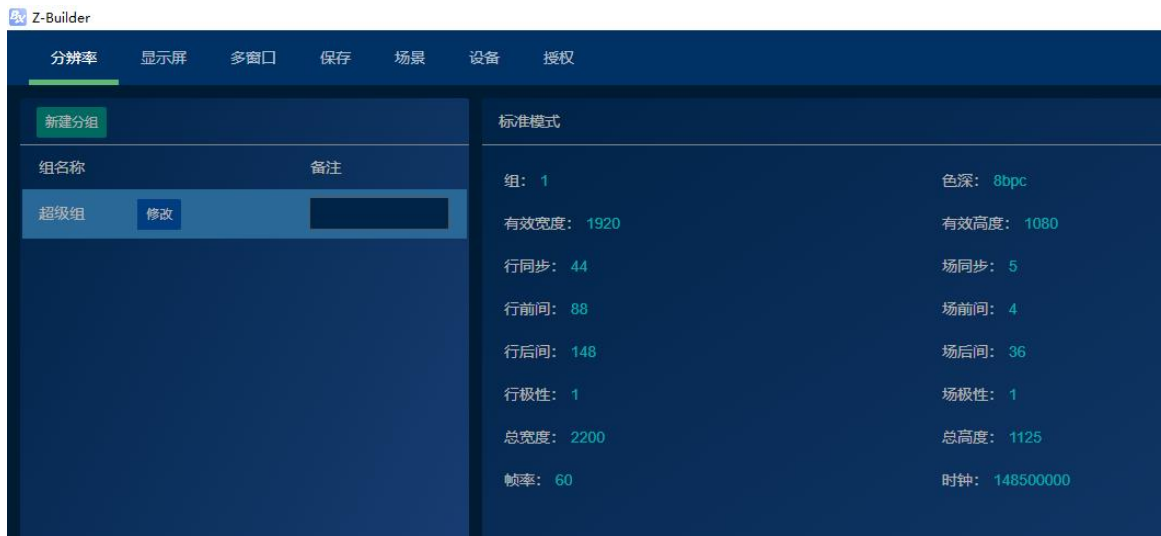 Z-Builder
分辨率 显示屏 多窗口 保存 场景 设备 授权
新建分组
标准模式
组名称 备注
超级组 修改
组： 1 色深： 8bpc
有效宽度： 1920 有效高度： 1080
行同步： 44 场同步： 5
行前间： 88 场前间： 4
行后间： 148 场后间： 36
行极性： 1 场极性： 1
总宽度： 2200 总高度： 1125
帧率： 60 时钟： 148500000